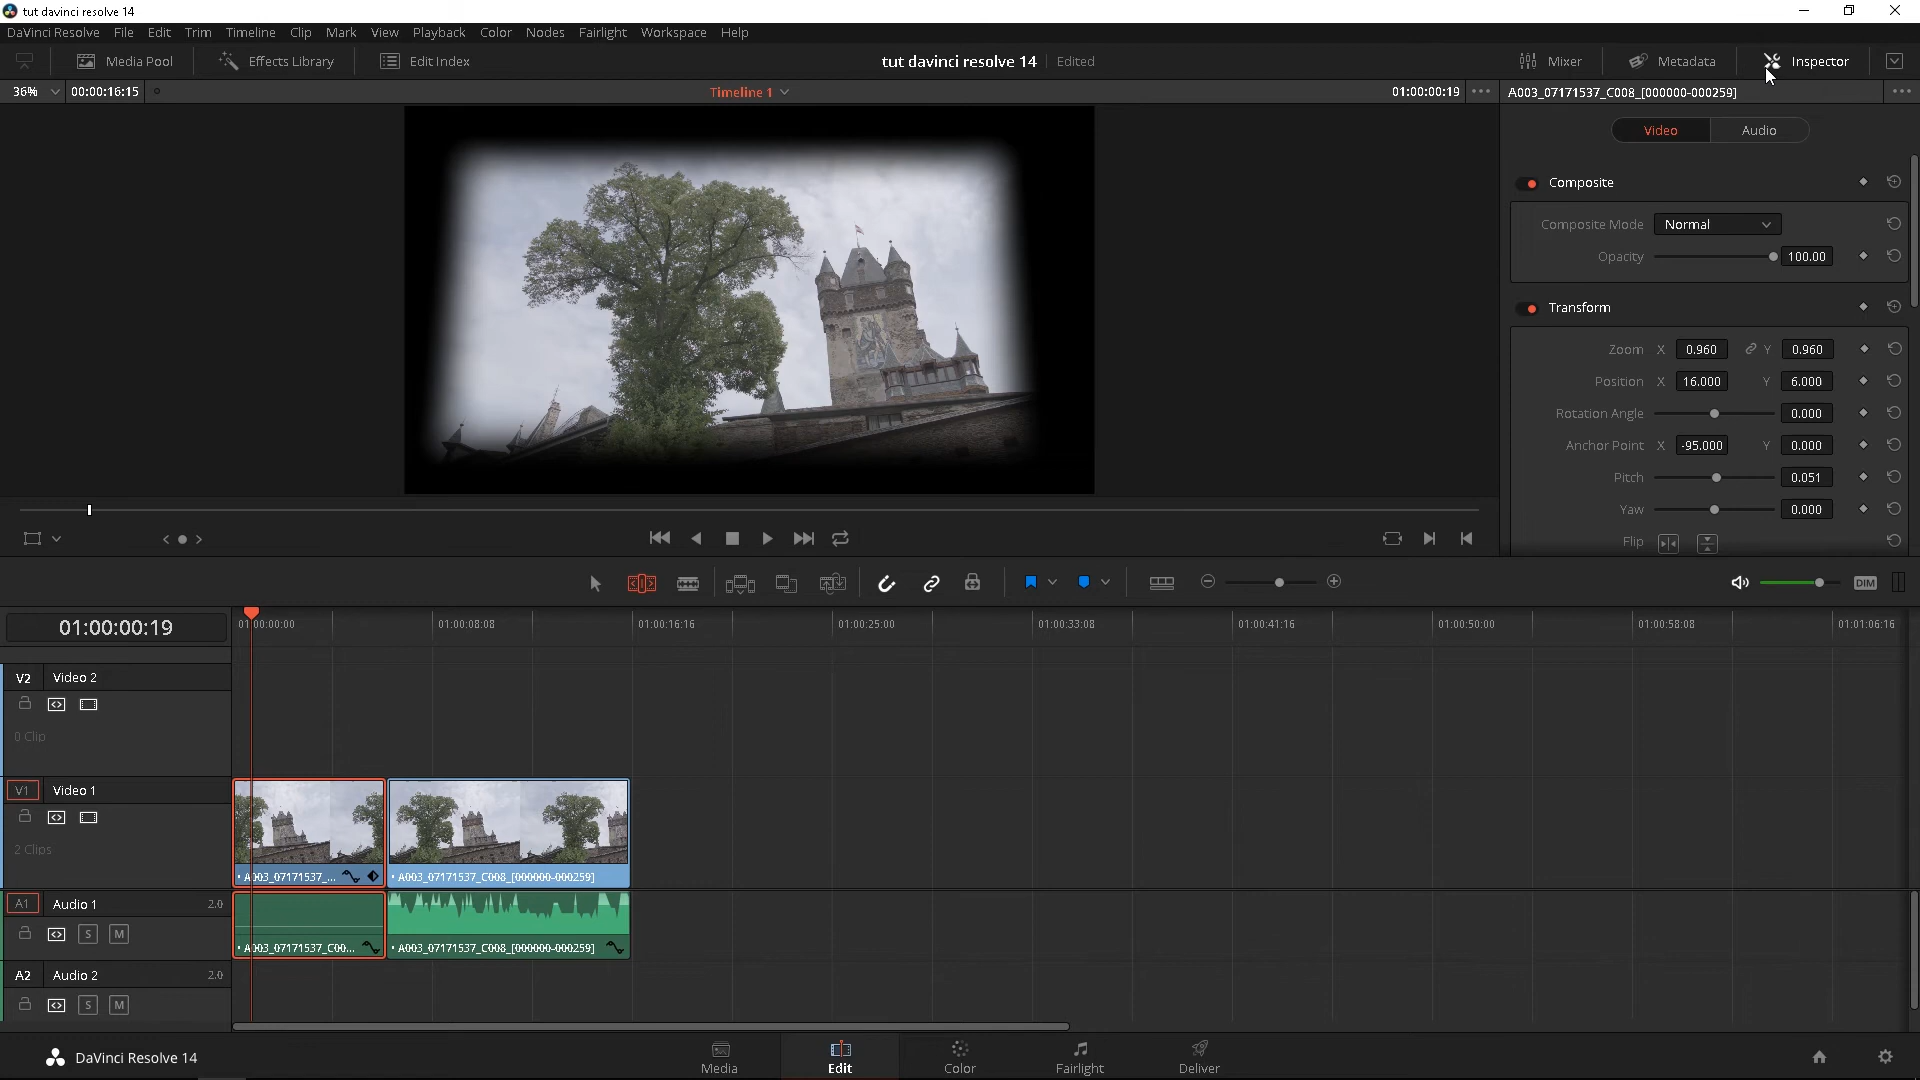 tut davinci resolve 14
DaVinci Resolve File Edit Trim Timeline Clip Mark View Playback Color Nodes Fairlight Workspace Help
Media Pool Effects Library Edit Index tut davinci resolve 14 Edited Mixer Metadata Inspector
36% 00:00:16:15 Timeline 1 01:00:00:19 A003_07171537_C008_[000000-000259]
Video Audio
Composite
Composite Mode Normal
Opacity 100.00
Transform
Zoom X 0.960 Y 0.960
Position X 16.000 Y 6.000
Rotation Angle 0.000
Anchor Point X -95.000 Y 0.000
Pitch 0.051
Yaw 0.000
Flip
DIM
01:00:00:19 01:00:00:00 01:00:08:08 01:00:16:16 01:00:25:00 01:00:33:08 01:00:41:16 01:00:50:00 01:00:58:08 01:01:06:16
V2 Video 2
0 Clip
V1 Video 1
2 Clips
• A003_07171537_... • A003_07171537_C008_[000000-000259]
A1 Audio 1 2.0
S M
• A003_07171537_C00... • A003_07171537_C008_[000000-000259]
A2 Audio 2 2.0
S M
DaVinci Resolve 14 Media Edit Color Fairlight Deliver